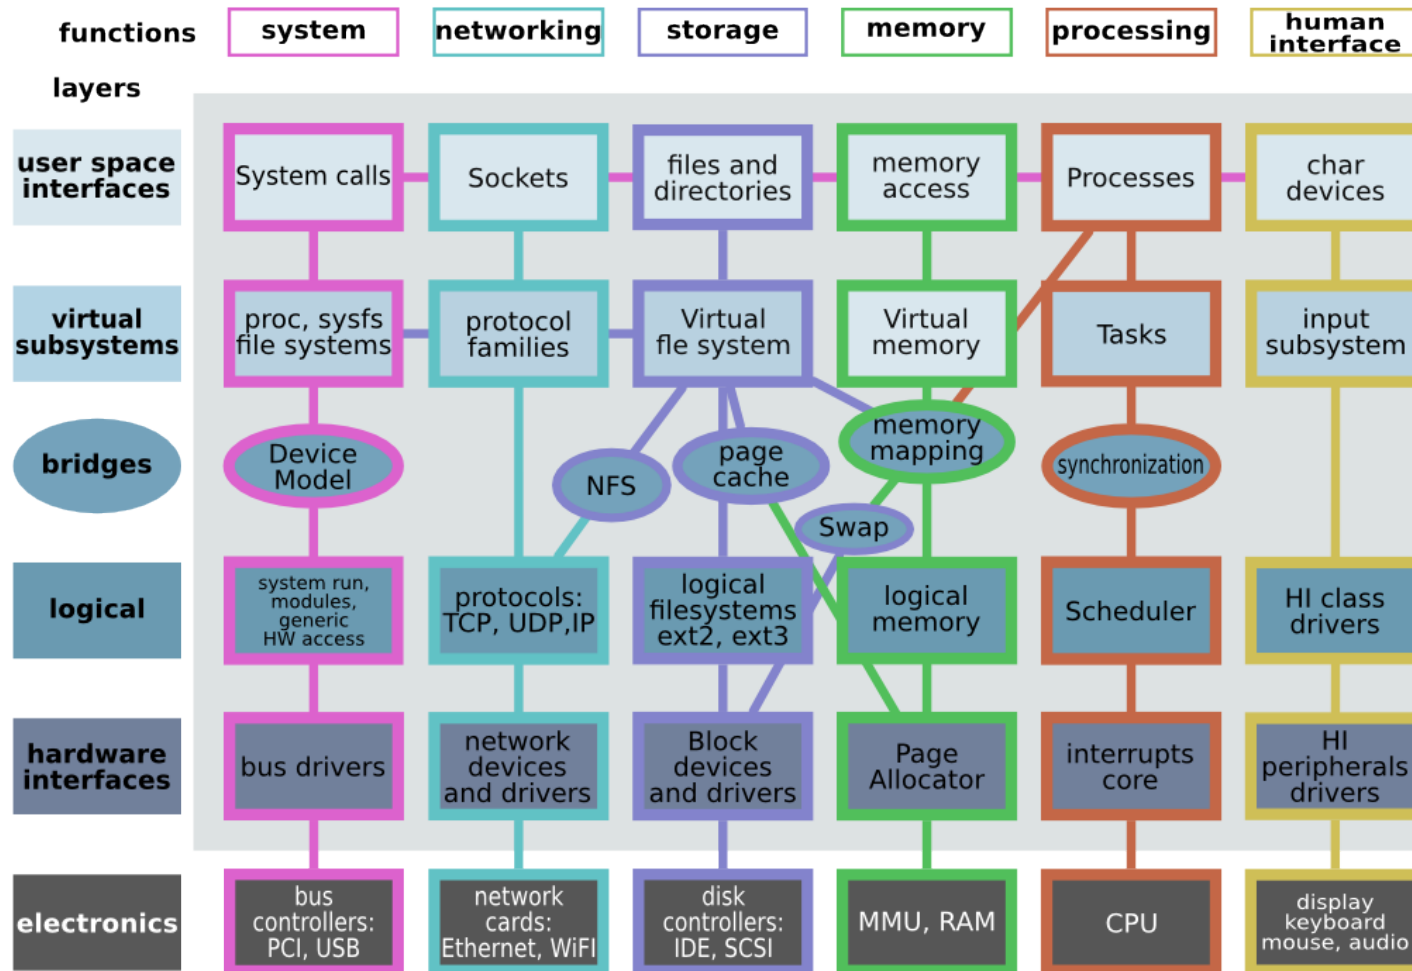 functions
system
networking
storage
memory
processing
human
interface
layers
user space
interfaces
System calls
Sockets
files and
directories
memory
access
Processes
char
devices
virtual
subsystems
proc, sysfs
file systems
protocol
families
Virtual
fle system
Virtual
memory
Tasks
input
subsystem
bridges
Device
Model
NFS
page
cache
memory
mapping
synchronization
Swap
logical
system run,
modules,
generic
HW access
protocols:
TCP, UDP,IP
logical
filesystems
ext2, ext3
logical
memory
Scheduler
HI class
drivers
hardware
interfaces
bus drivers
network
devices
and drivers
Block
devices
and drivers
Page
Allocator
interrupts
core
HI
peripherals
drivers
electronics
bus
controllers:
PCI, USB
network
cards:
Ethernet, WiFI
disk
controllers:
IDE, SCSI
MMU, RAM
CPU
display
keyboard
mouse, audio